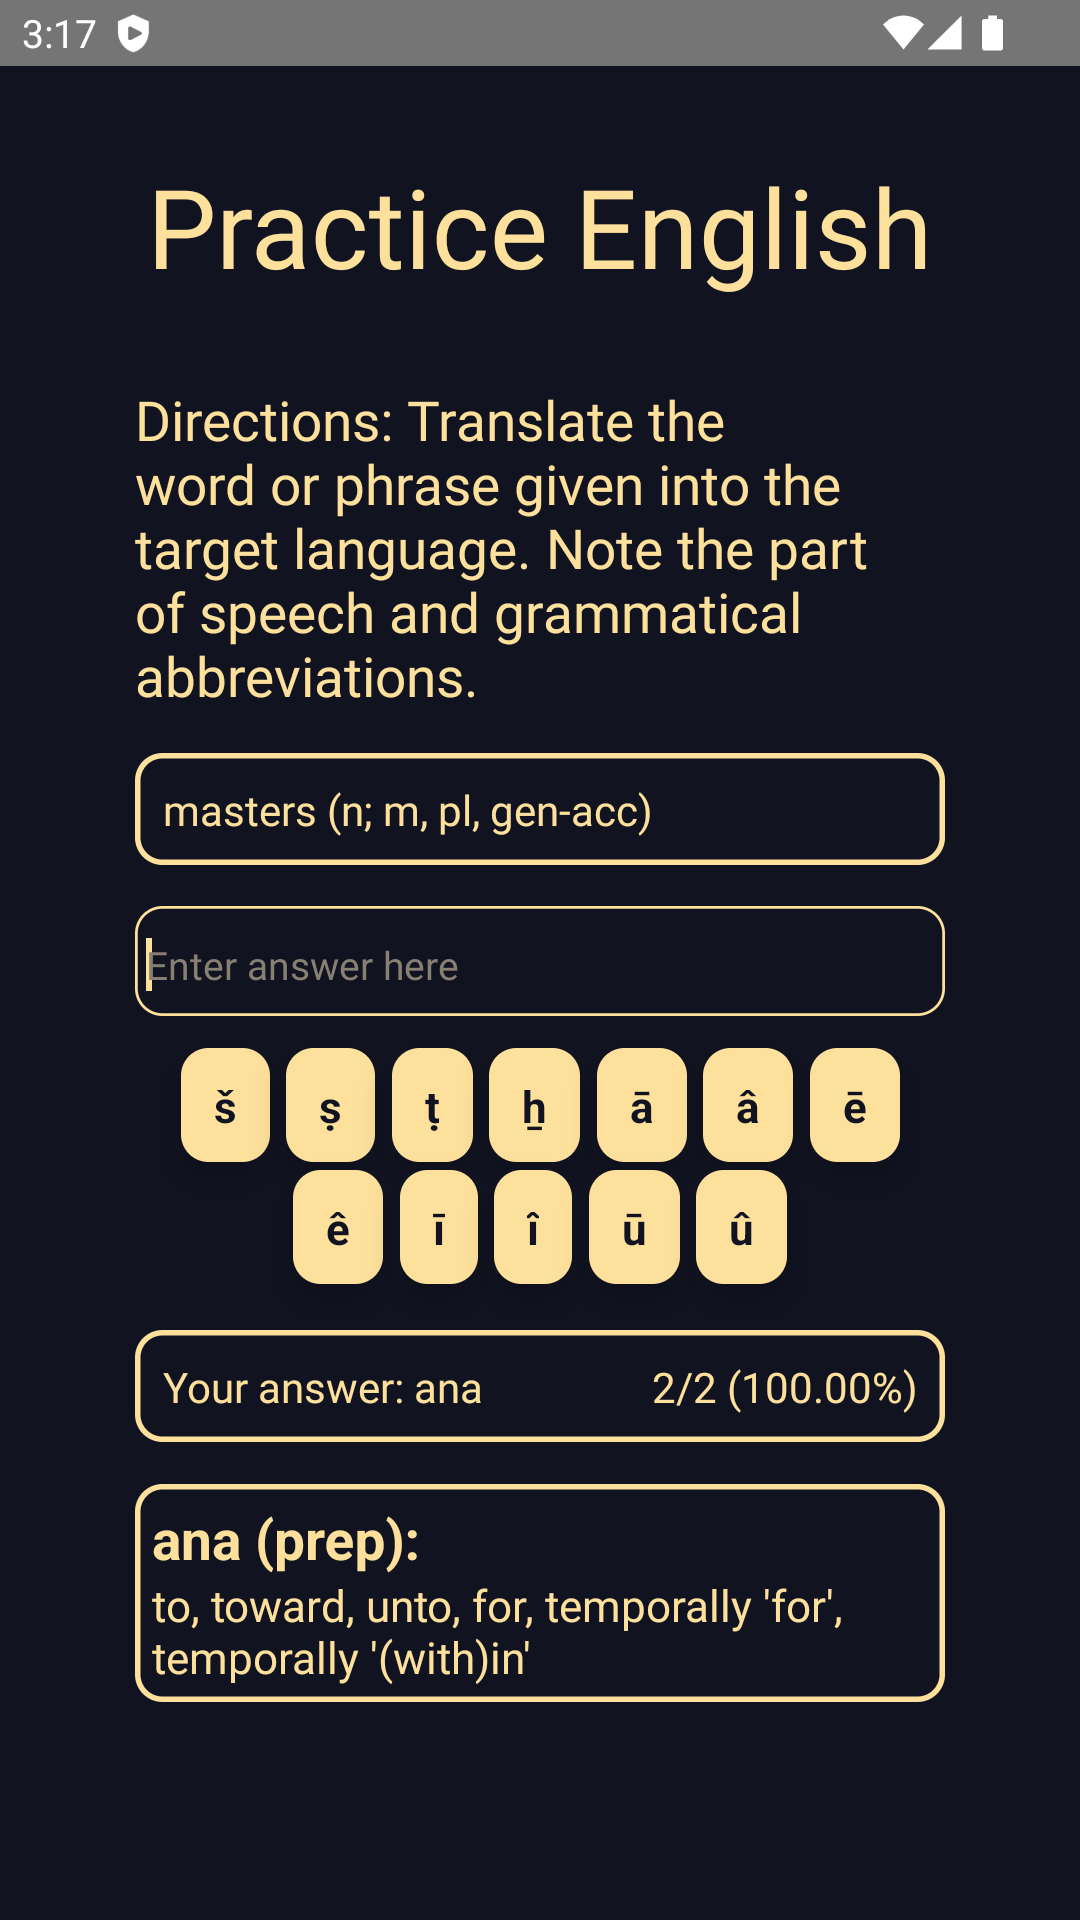 3:17
Practice English
Directions: Translate the
word or phrase given into the
target language. Note the part
of speech and grammatical
abbreviations.
masters (n; m, pl, gen-acc)
Enter answer here
š ṣ ṭ ẖ ā â ē
ê ī î ū û
Your answer: ana 2/2 (100.00%)
ana (prep):
to, toward, unto, for, temporally 'for',
temporally '(with)in'